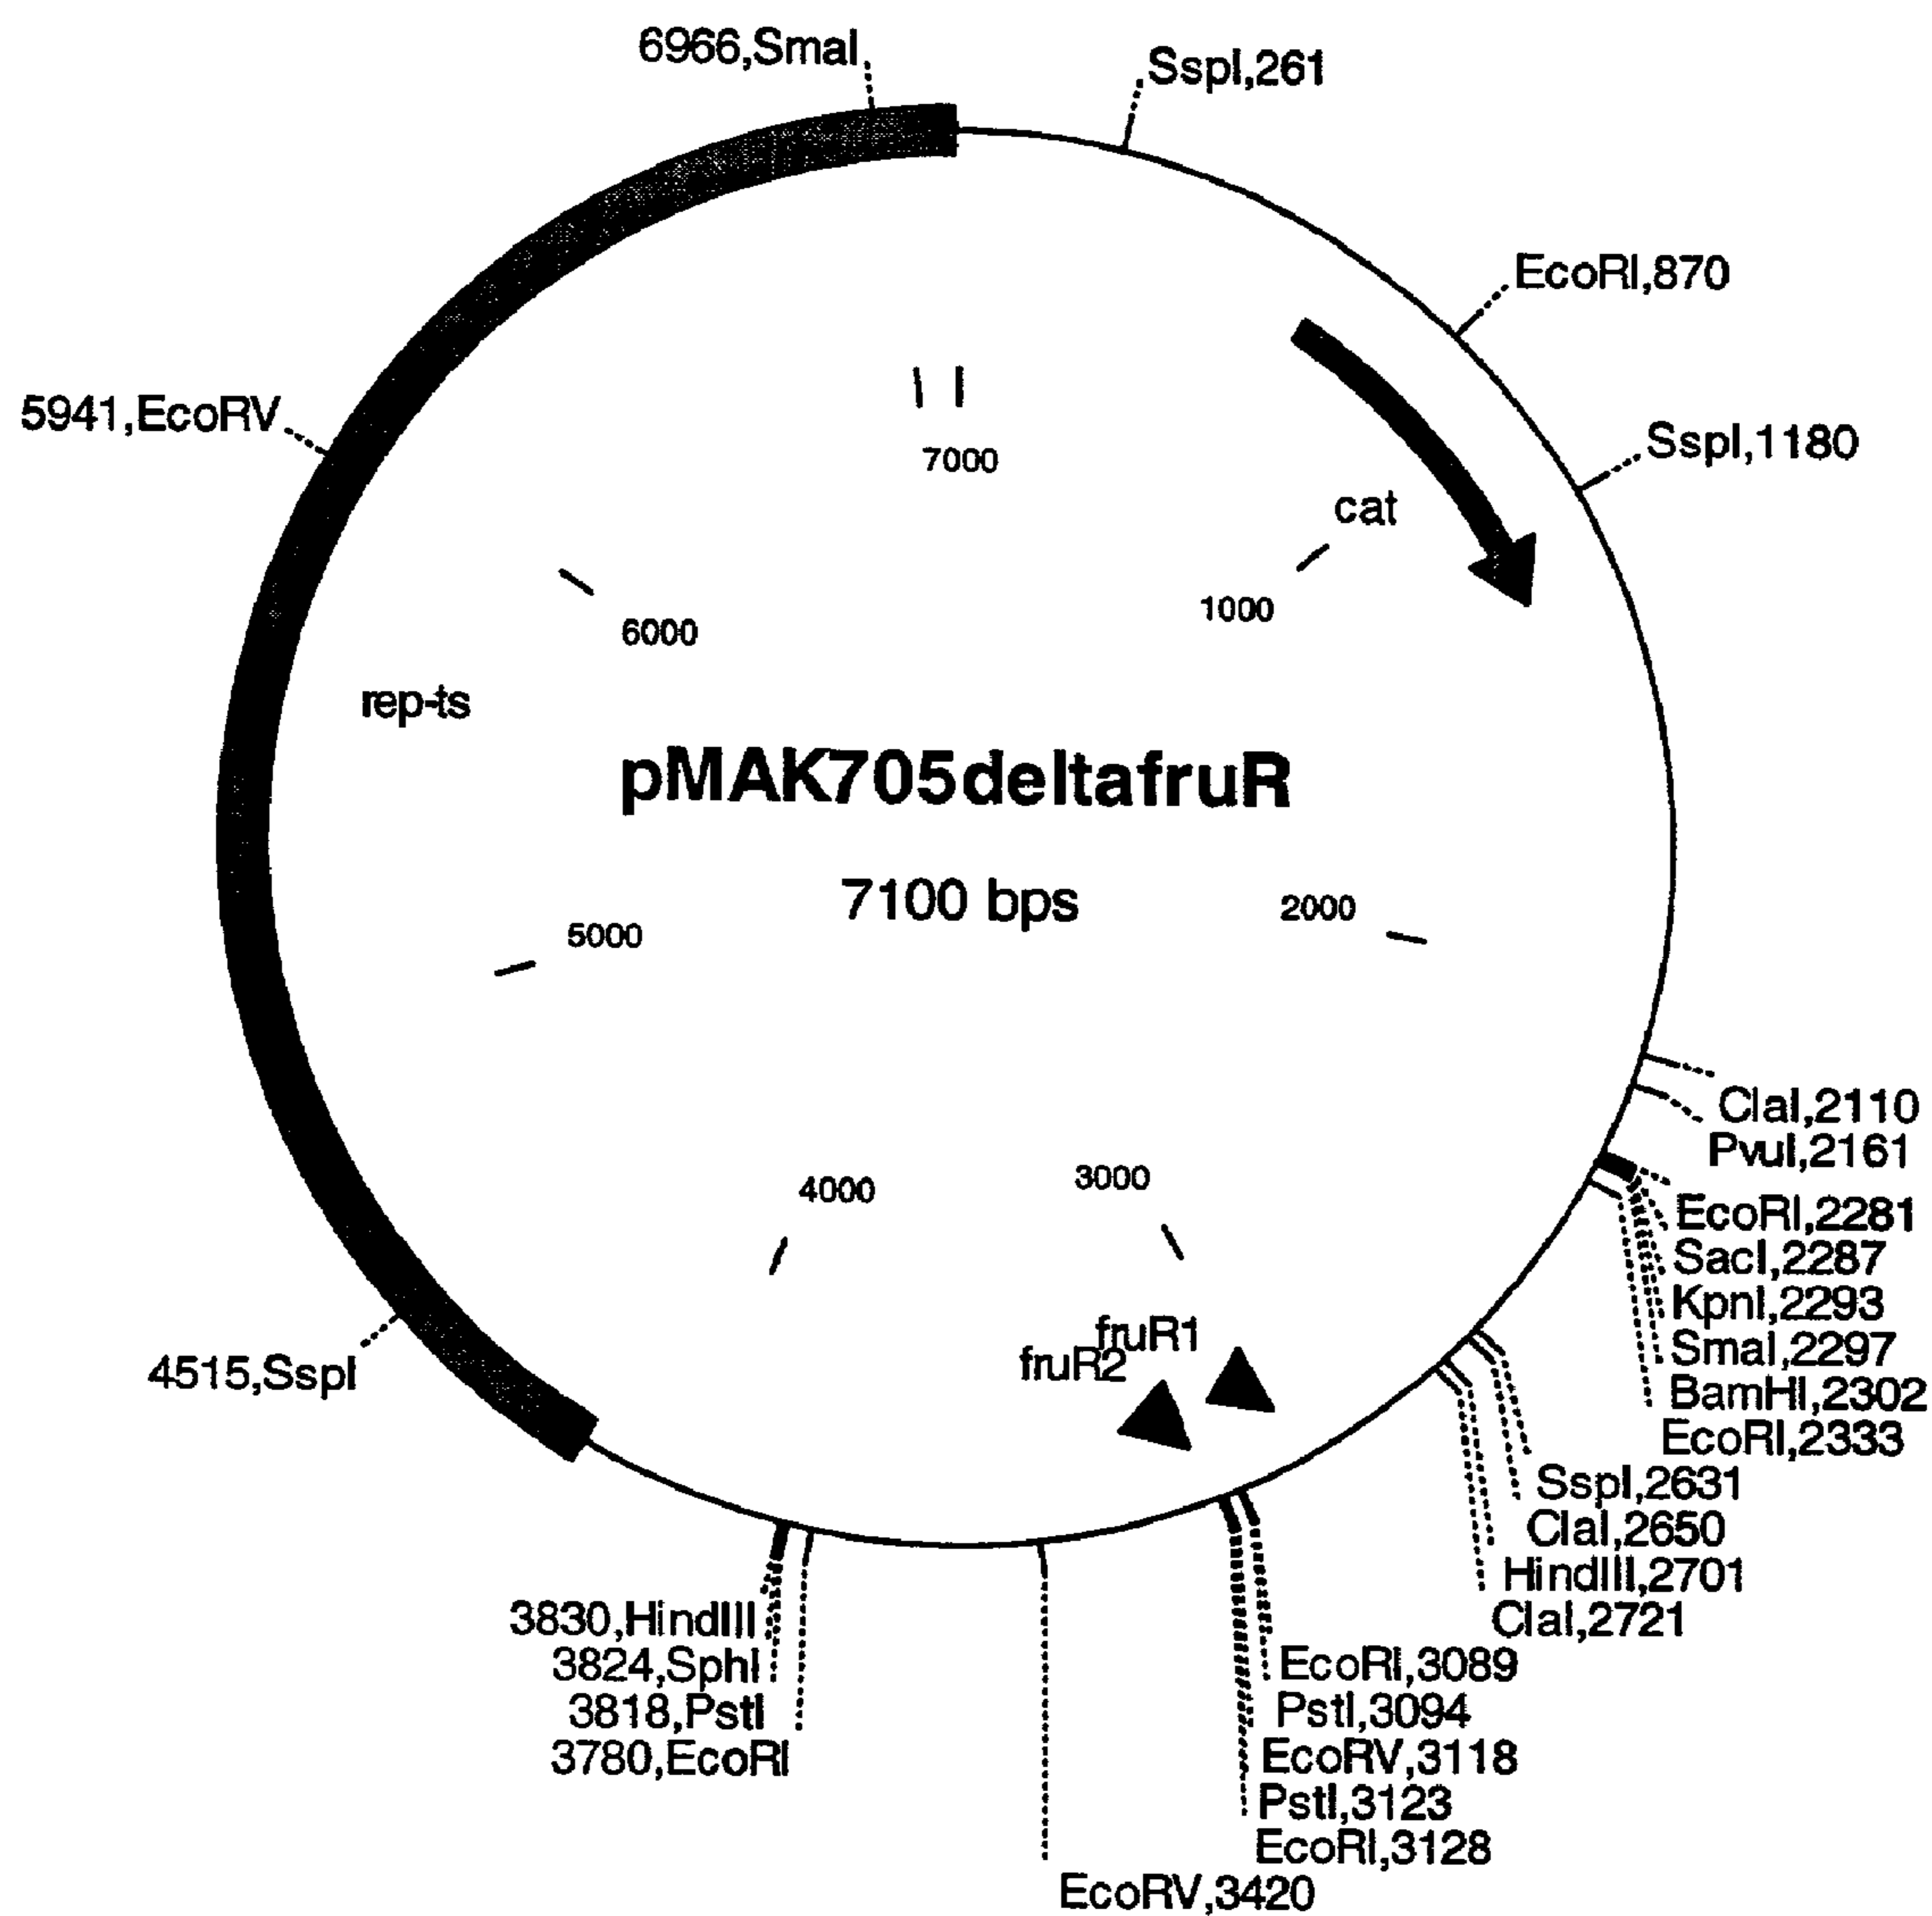 6966,SmaI
SspI,261
EcoRI,870
5941,EcoRV
SspI,1180
7000
cat
1000
6000
rep-ts
pMAK705deltafruR
7100 bps
2000
5000
ClaI,2110
PvuI,2161
4000
3000
EcoRI,2281
SacI,2287
KpnI,2293
SmaI,2297
BamHI,2302
EcoRI,2333
fruR1
fruR2
4515,SspI
SspI,2631
ClaI,2650
HindIII,2701
ClaI,2721
3830,HindIII
3824,SphI
3818,PstI
3780,EcoRI
EcoRI,3089
PstI,3094
EcoRV,3118
PstI,3123
EcoRI,3128
EcoRV,3420